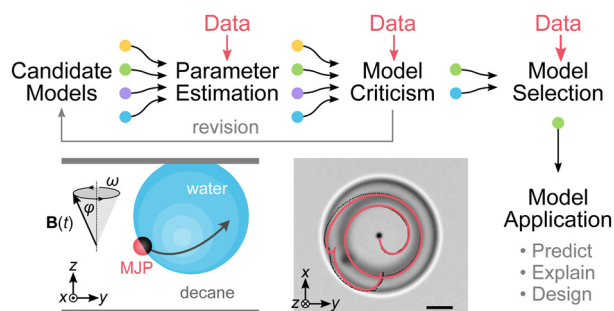 Data
Data
Data
Candidate
Models
Parameter
Estimation
Model
Criticism
Model
Selection
revision
ω
φ
B(t)
water
MJP
z
x
y
decane
x
z
y
Model
Application
• Predict
• Explain
• Design